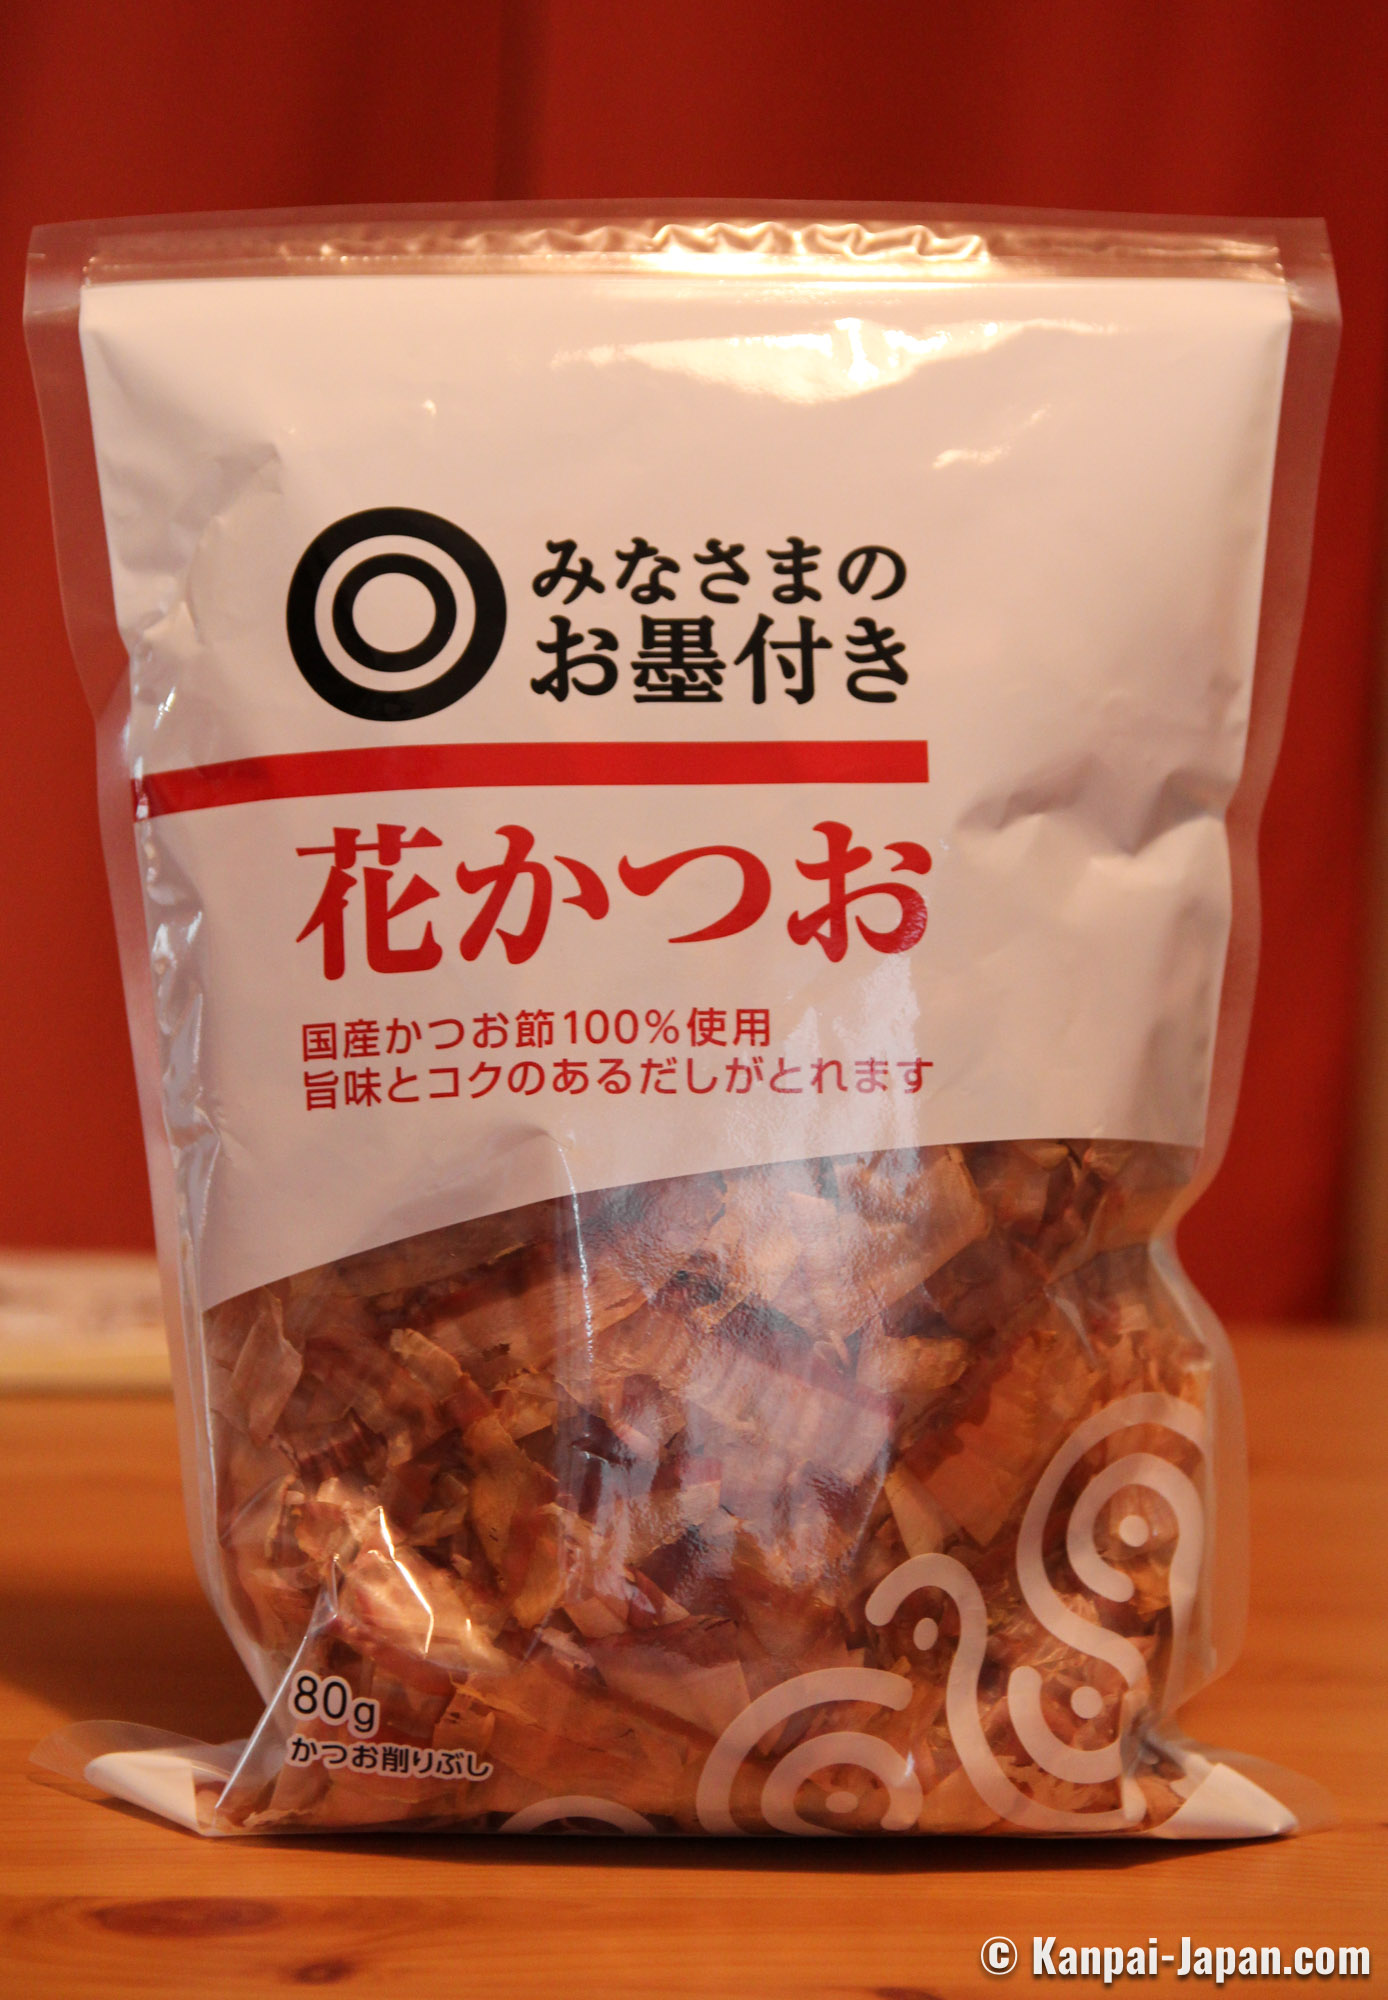 みなさまの
お墨付き
花かつお
国産かつお節100%使用
旨味とコクのあるだしがとれます
80g
かつお削りぶし
© Kanpai-Japan.com